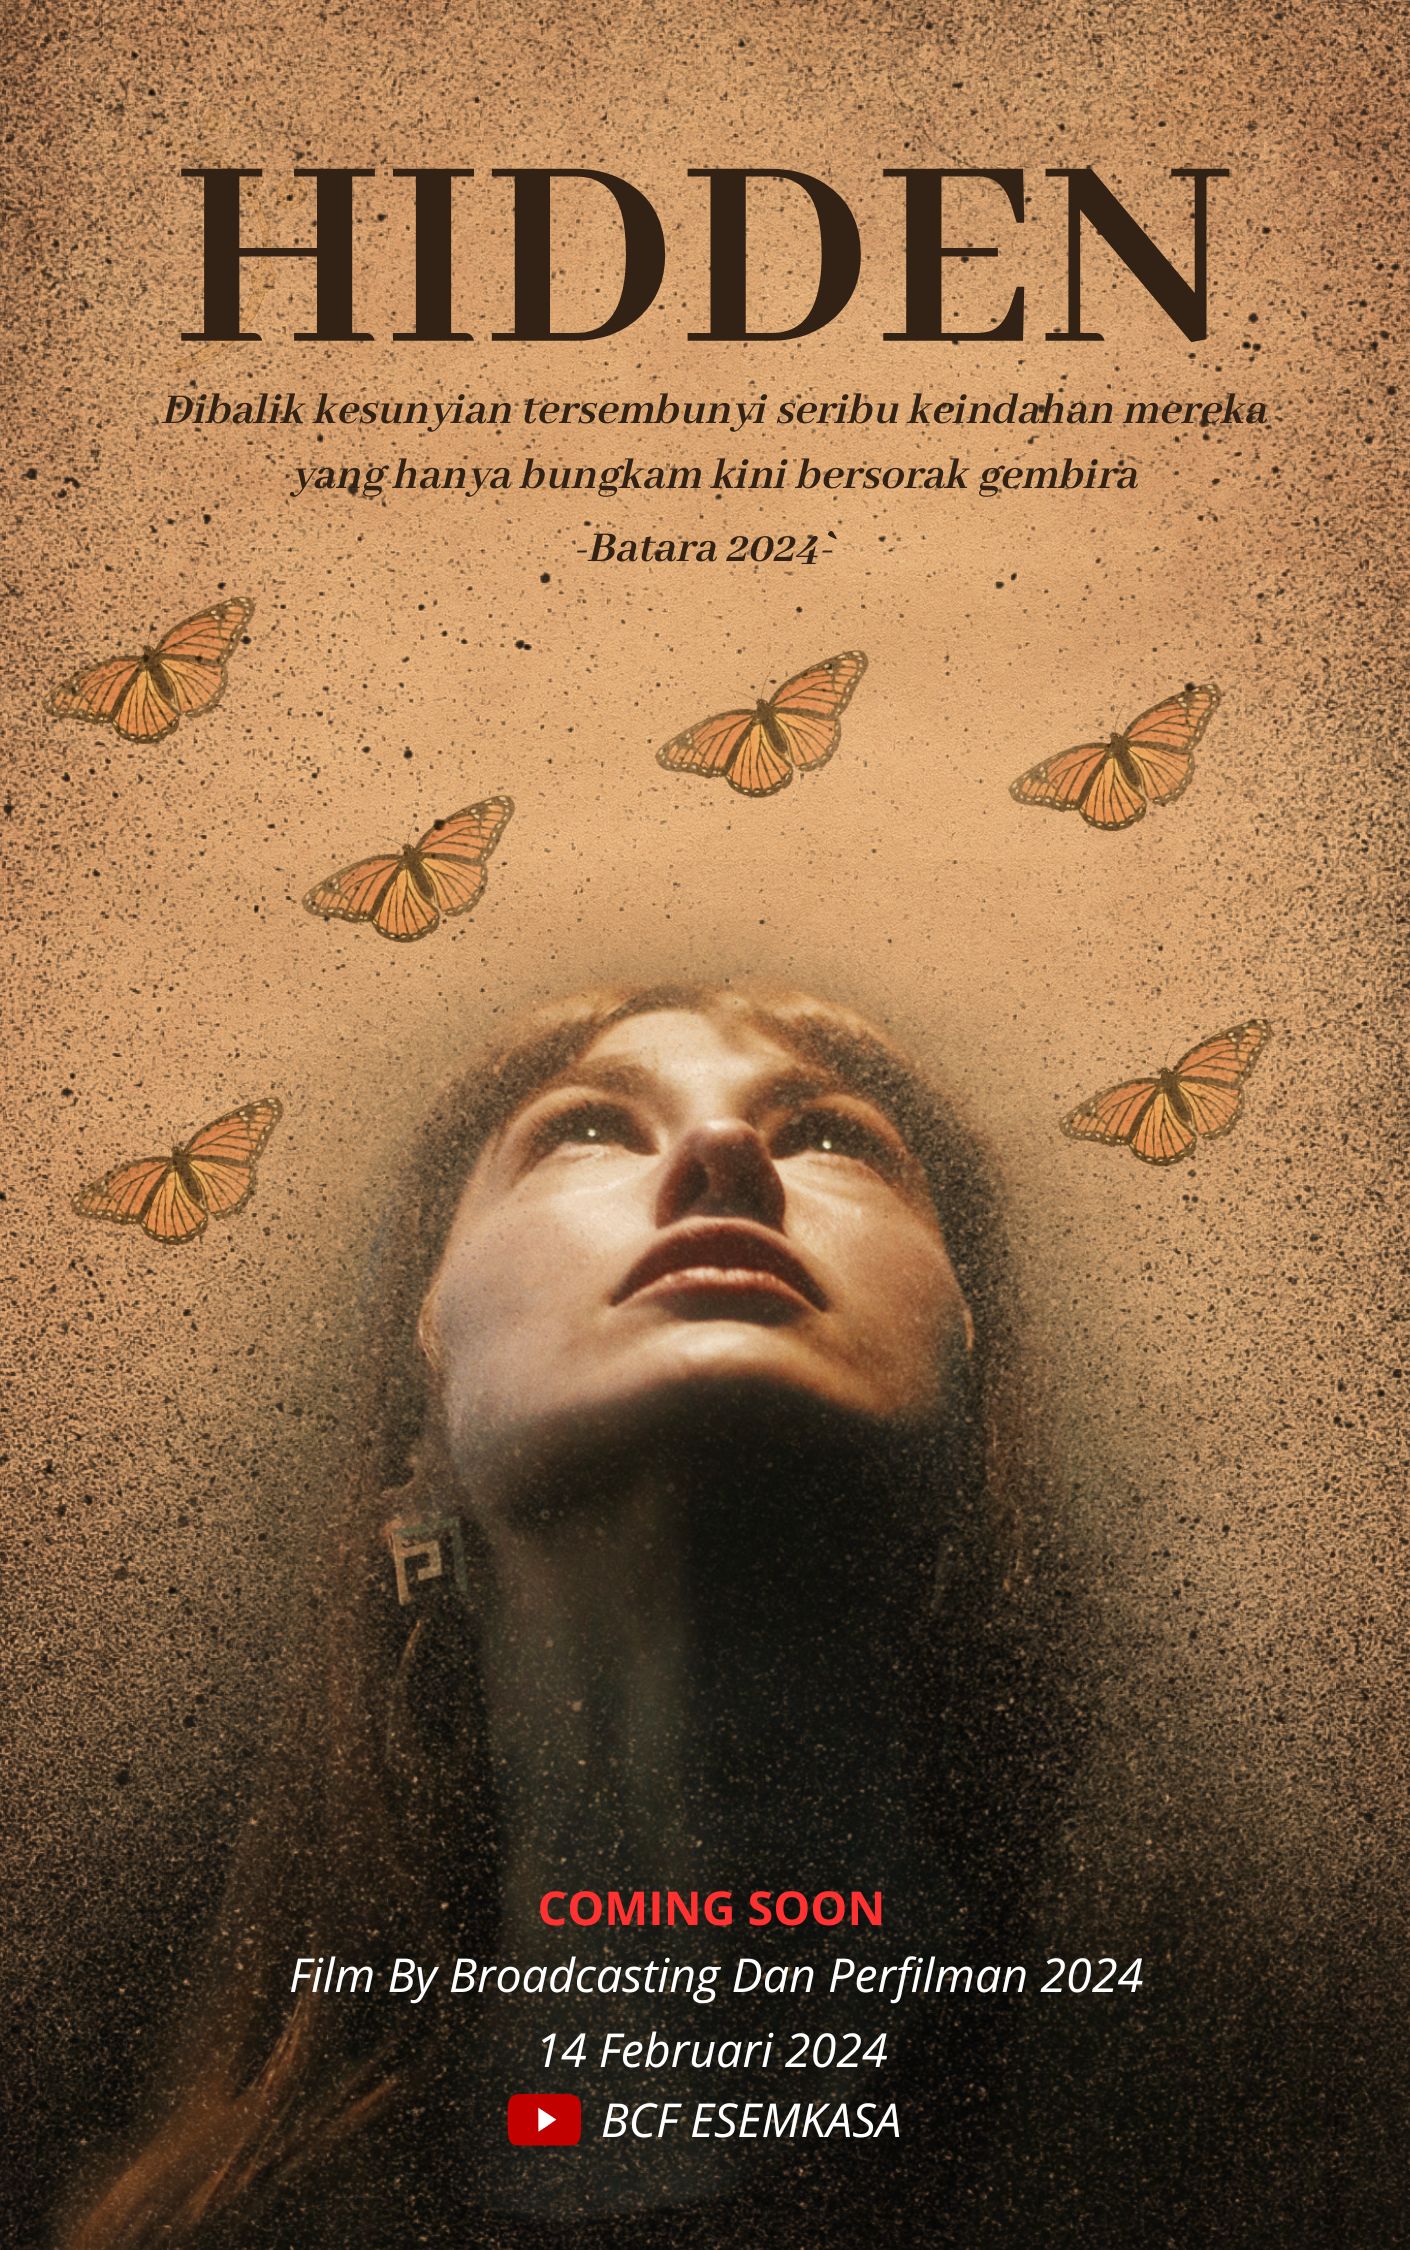 HIDDEN
Dibalik kesunyian tersembunyi seribu keindahan mereka
yang hanya bungkam kini bersorak gembira
-Batara 2024-`
COMING SOON
Film By Broadcasting Dan Perfilman 2024
14 Februari 2024
BCF ESEMKASA